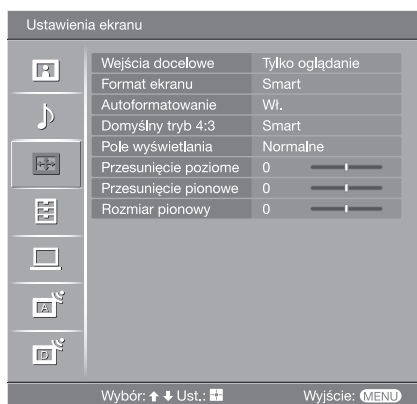 Ustawienia ekranu
Wejścia docelowe Tylko oglądanie
Format ekranu Smart
Autoformatowanie Wł.
Domyślny tryb 4:3 Smart
Pole wyświetlania Normalne
Przesunięcie poziome 0
Przesunięcie pionowe 0
Rozmiar pionowy 0
A
D
Wybór: ⬆ ⬇ Ust.: Wyjście: MENU